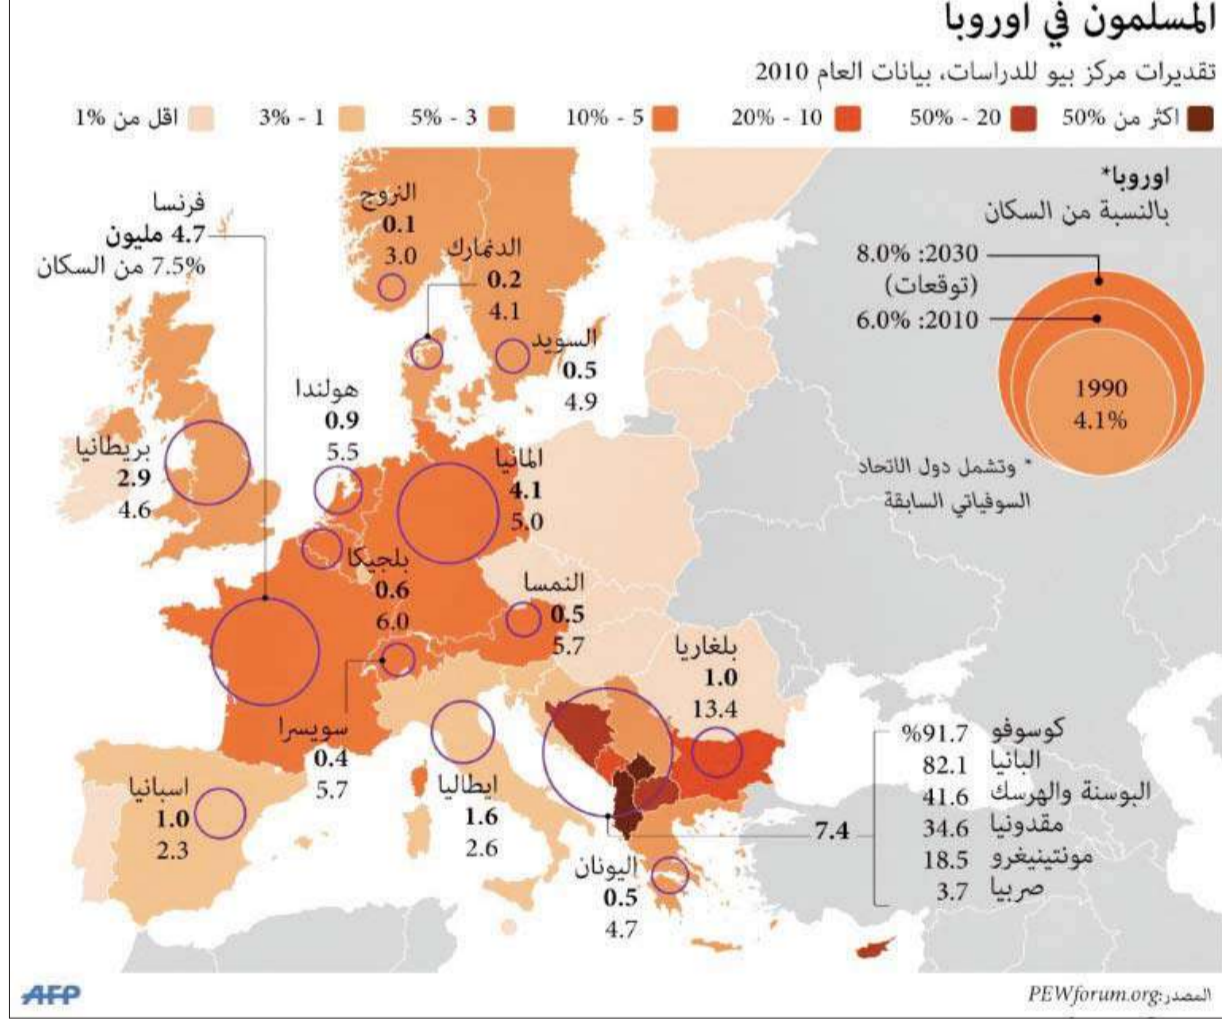 المسلمون في اوروبا
تقديرات مركز بيو للدراسات، بيانات العام 2010
اكثر من 50%
20 - 50%
10 - 20%
5 - 10%
3 - 5%
1 - 3%
اقل من 1%
اوروبا*
بالنسبة من السكان
2030: 8.0%
(توقعات)
2010: 6.0%
1990
4.1%
* وتشمل دول الاتحاد
السوفياتي السابقة
فرنسا
4.7 مليون
7.5% من السكان
النروج
0.1
3.0
الدنمارك
0.2
4.1
السويد
0.5
4.9
هولندا
0.9
5.5
بريطانيا
2.9
4.6
المانيا
4.1
5.0
بلجيكا
0.6
6.0
النمسا
0.5
5.7
بلغاريا
1.0
13.4
سويسرا
0.4
5.7
ايطاليا
1.6
2.6
اسبانيا
1.0
2.3
اليونان
0.5
4.7
7.4
كوسوفو 91.7%
البانيا 82.1
البوسنة والهرسك 41.6
مقدونيا 34.6
مونتينيغرو 18.5
صربيا 3.7
AFP
المصدر: PEWforum.org